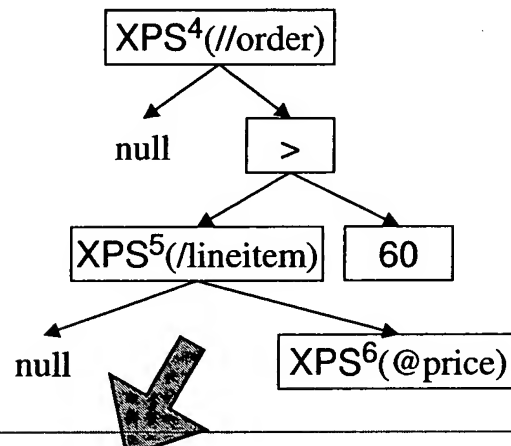 XPS⁴(//order)
null >
XPS⁵(/lineitem) 60
null XPS⁶(@price)